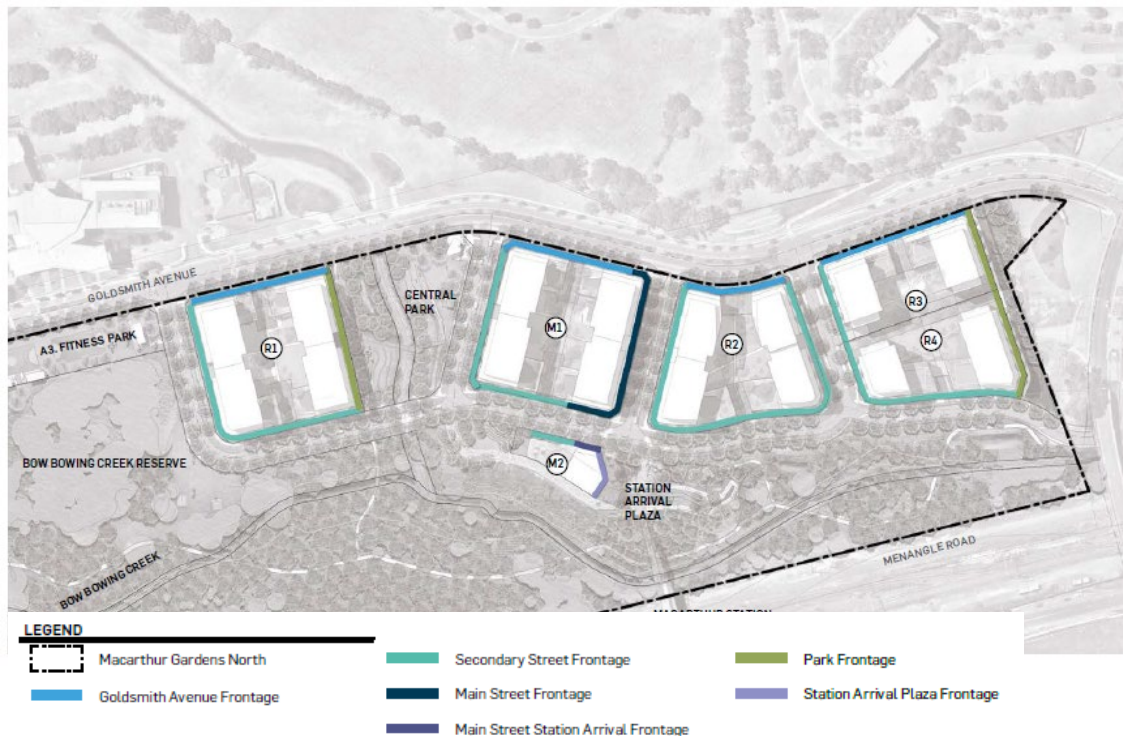 GOLDSMITH AVENUE
CENTRAL
PARK
A3. FITNESS PARK
R1
M1
R2
R3
R4
BOW BOWING CREEK RESERVE
M2
STATION
ARRIVAL
PLAZA
BOW BOWING CREEK
MENANGLE ROAD
MACARTHUR STATION
LEGEND
Macarthur Gardens North
Secondary Street Frontage
Park Frontage
Goldsmith Avenue Frontage
Main Street Frontage
Station Arrival Plaza Frontage
Main Street Station Arrival Frontage